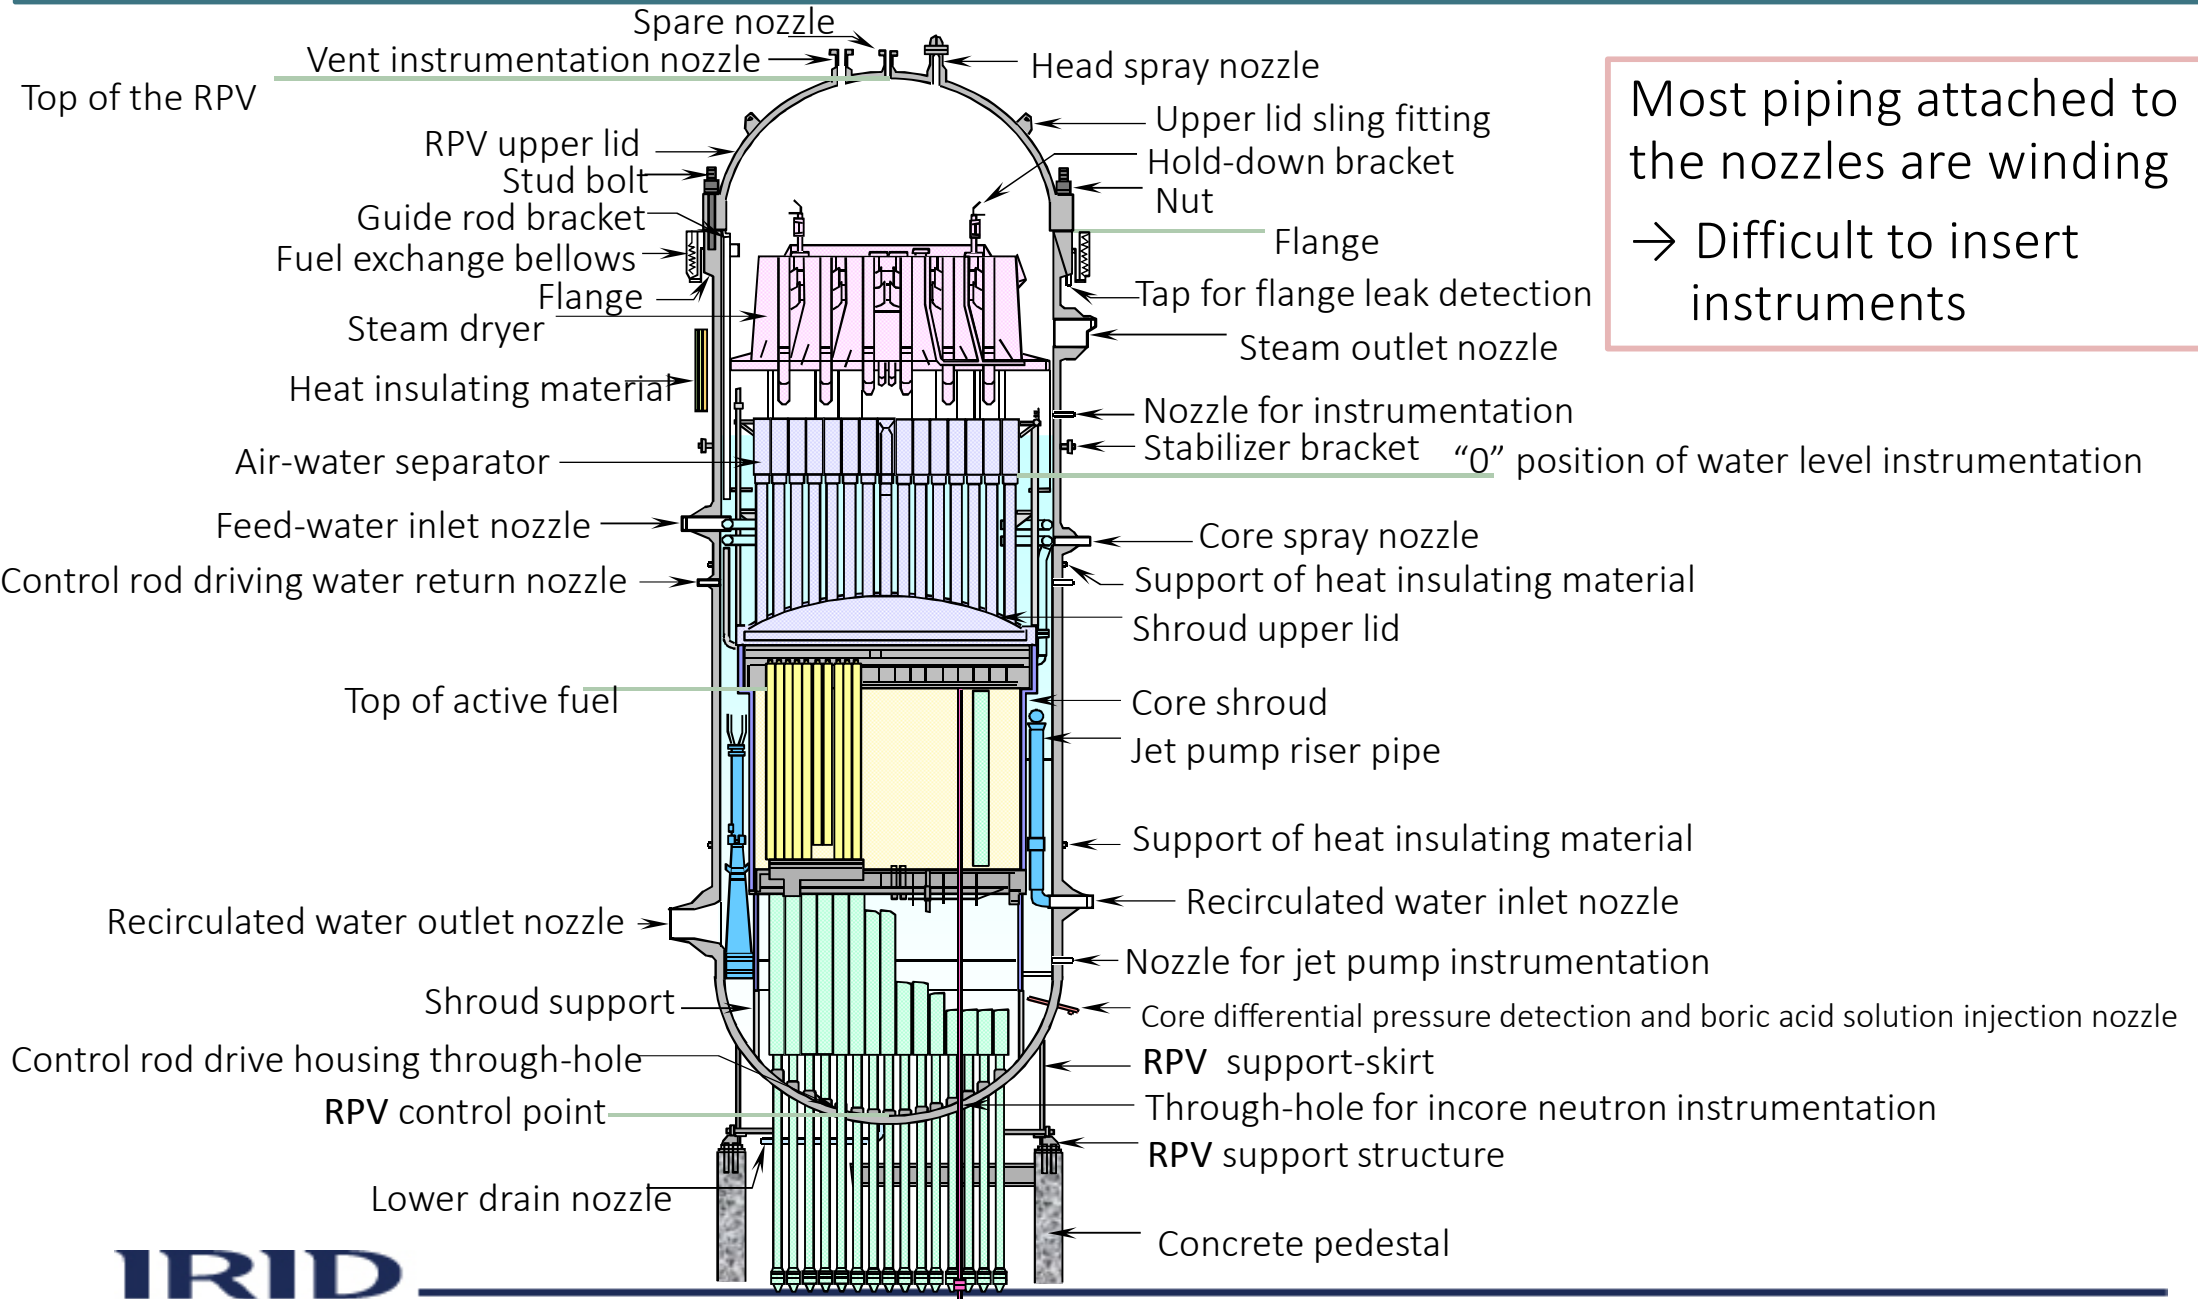 Spare nozzle
Vent instrumentation nozzle
Head spray nozzle
Top of the RPV
Upper lid sling fitting
RPV upper lid
Hold-down bracket
Stud bolt
Nut
Guide rod bracket
Flange
Fuel exchange bellows
Flange
Tap for flange leak detection
Steam dryer
Steam outlet nozzle
Heat insulating material
Nozzle for instrumentation
Stabilizer bracket
“0” position of water level instrumentation
Air-water separator
Feed-water inlet nozzle
Core spray nozzle
Control rod driving water return nozzle
Support of heat insulating material
Shroud upper lid
Top of active fuel
Core shroud
Jet pump riser pipe
Support of heat insulating material
Recirculated water inlet nozzle
Recirculated water outlet nozzle
Nozzle for jet pump instrumentation
Shroud support
Core differential pressure detection and boric acid solution injection nozzle
Control rod drive housing through-hole
RPV support-skirt
RPV control point
Through-hole for incore neutron instrumentation
RPV support structure
Lower drain nozzle
Concrete pedestal
Most piping attached to
the nozzles are winding
→ Difficult to insert
instruments
IRID